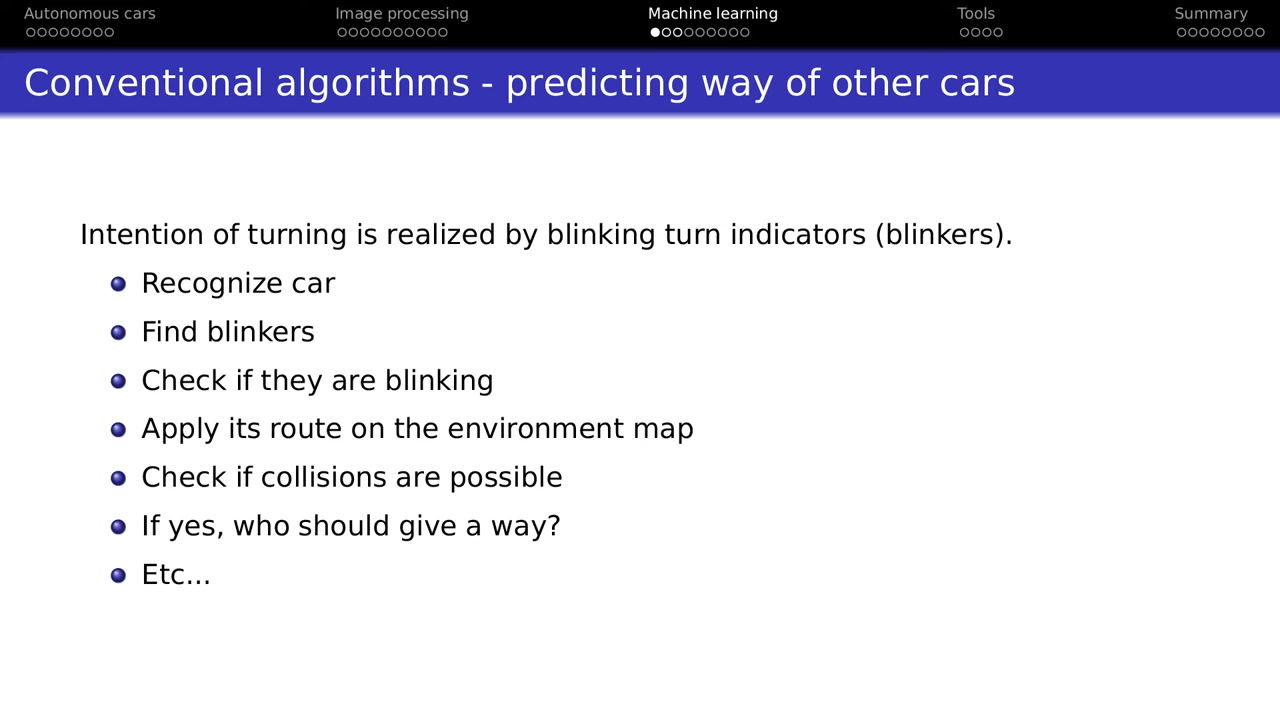 Autonomous cars
Image processing
Machine learning
Tools
Summary
Conventional algorithms - predicting way of other cars
Intention of turning is realized by blinking turn indicators (blinkers).
Recognize car
Find blinkers
Check if they are blinking
Apply its route on the environment map
Check if collisions are possible
If yes, who should give a way?
Etc...